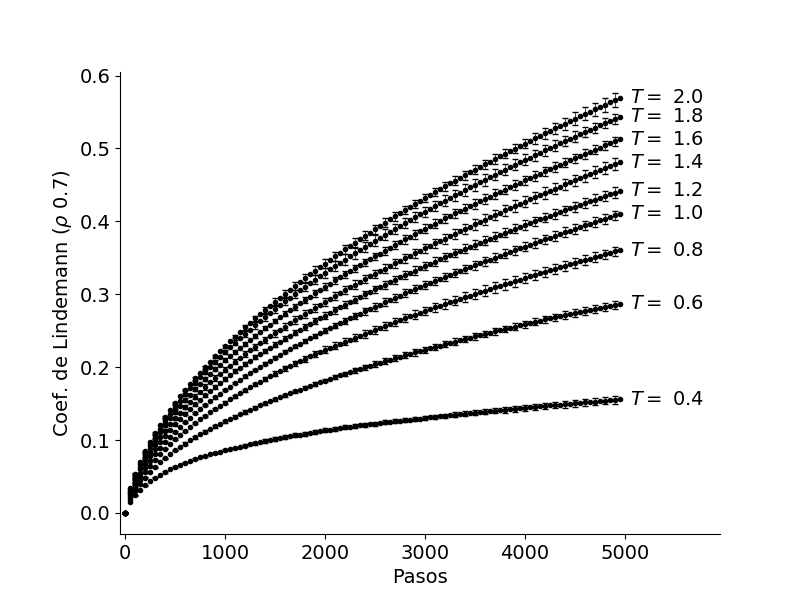 0.6
0.5
0.4
0.3
0.2
0.1
0.0
Coef. de Lindemann (ρ 0.7)
T = 2.0
T = 1.8
T = 1.6
T = 1.4
T = 1.2
T = 1.0
T = 0.8
T = 0.6
T = 0.4
0 1000 2000 3000 4000 5000
Pasos